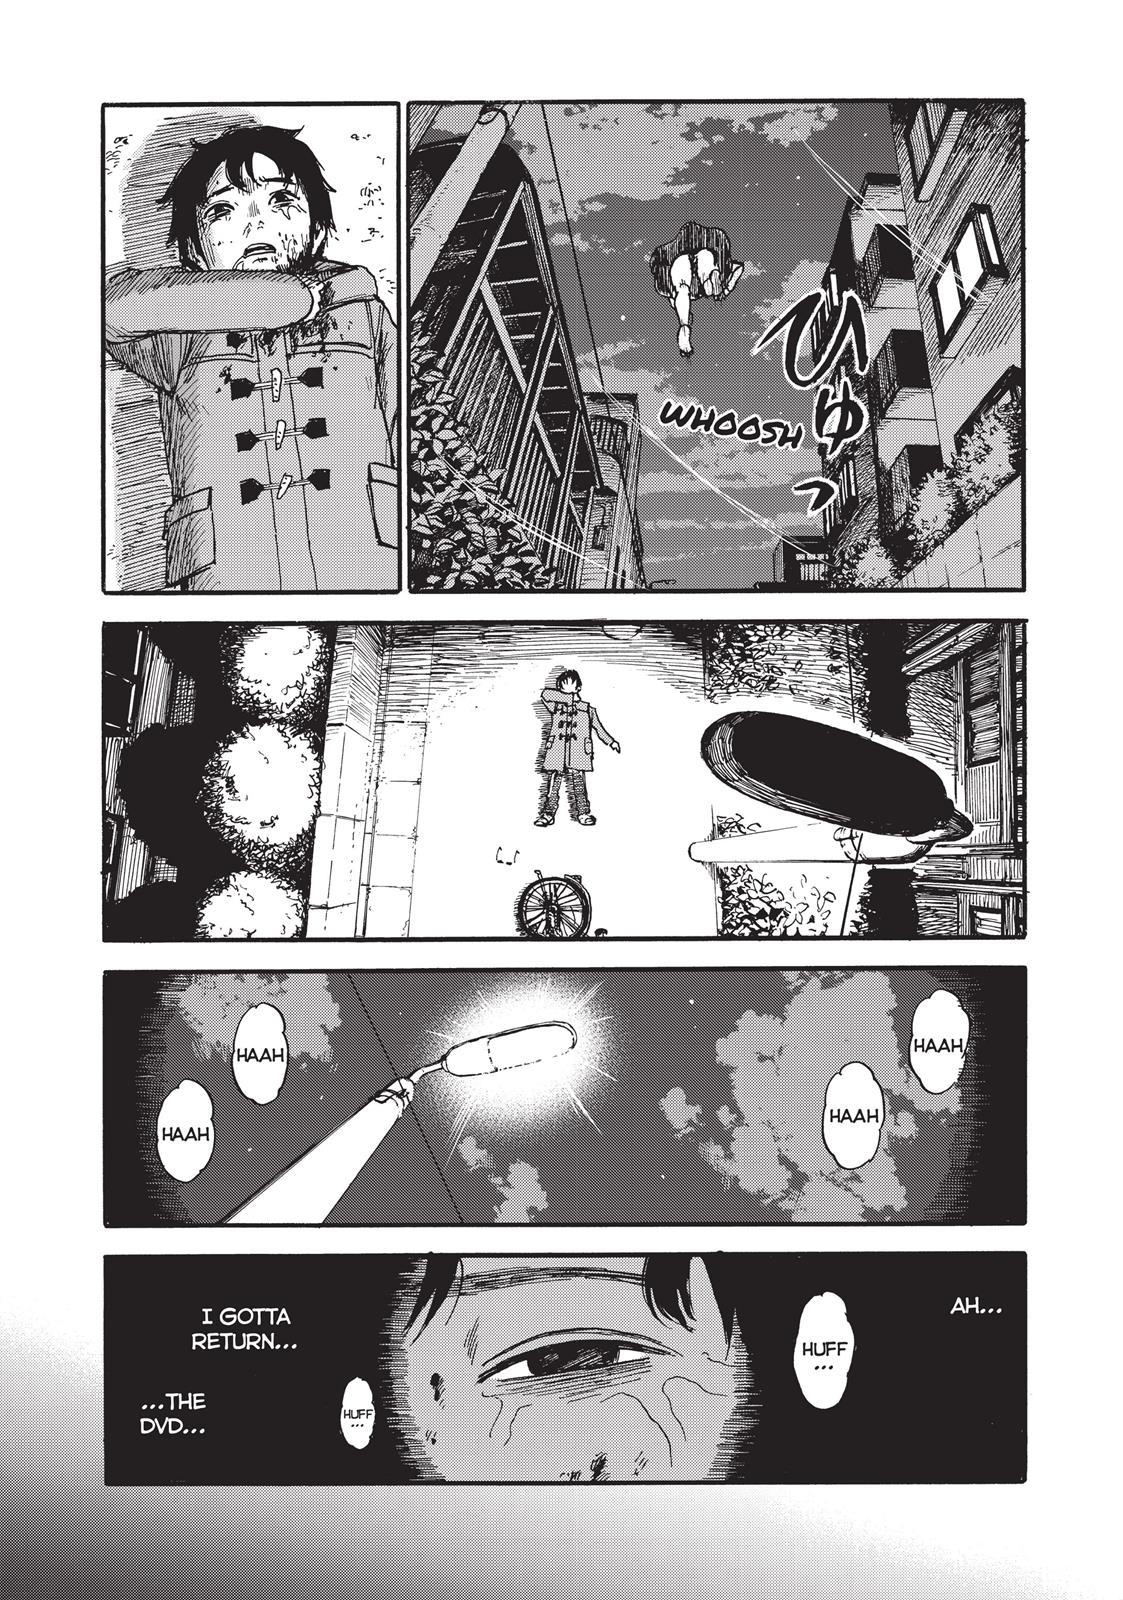 ひゅっ
WHOOSH
HAAH
HAAH
HAAH
HAAH
AH...
HUFF
...
I GOTTA
RETURN...
HUFF
...
...THE
DVD...